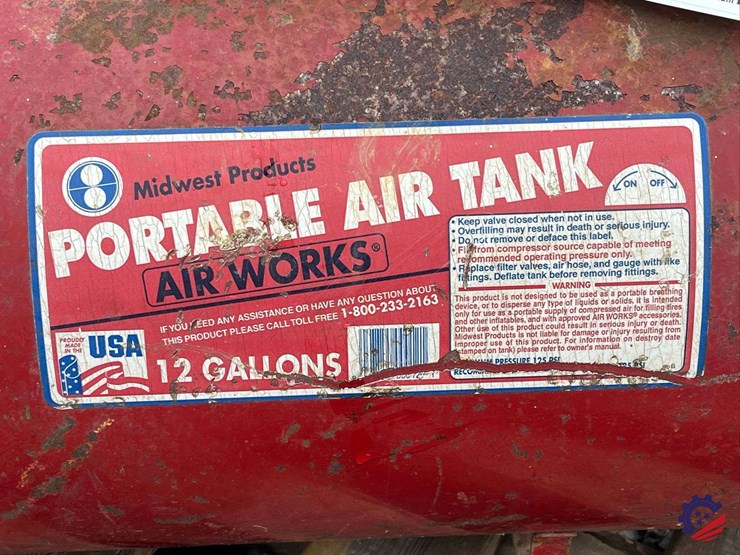 Midwest Products
PORTABLE AIR TANK
AIR WORKS®
ON OFF
• Keep valve closed when not in use.
• Overfilling may result in death or serious injury.
• Do not remove or deface this label.
• Fill from compressor source capable of meeting
recommended operating pressure only.
• Replace filter valves, air hose, and gauge with like
fittings. Deflate tank before removing fittings.
WARNING
This product is not designed to be used as a portable breathing
device, or to disperse any type of liquids or solids. It is intended
only for use as a portable supply of compressed air for filling tires
and other inflatables, and with approved AIR WORKS® accessories.
Other use of this product could result in serious injury or death.
Midwest Products is not liable for damage or injury resulting from
improper use of this product. For information on destroy date
(stamped on tank) please refer to owner's manual.
PRESSURE 125 PSI
IF YOU NEED ANY ASSISTANCE OR HAVE ANY QUESTION ABOUT
THIS PRODUCT PLEASE CALL TOLL FREE 1-800-233-2163
PROUDLY
MADE
IN THE
USA
12 GALLONS